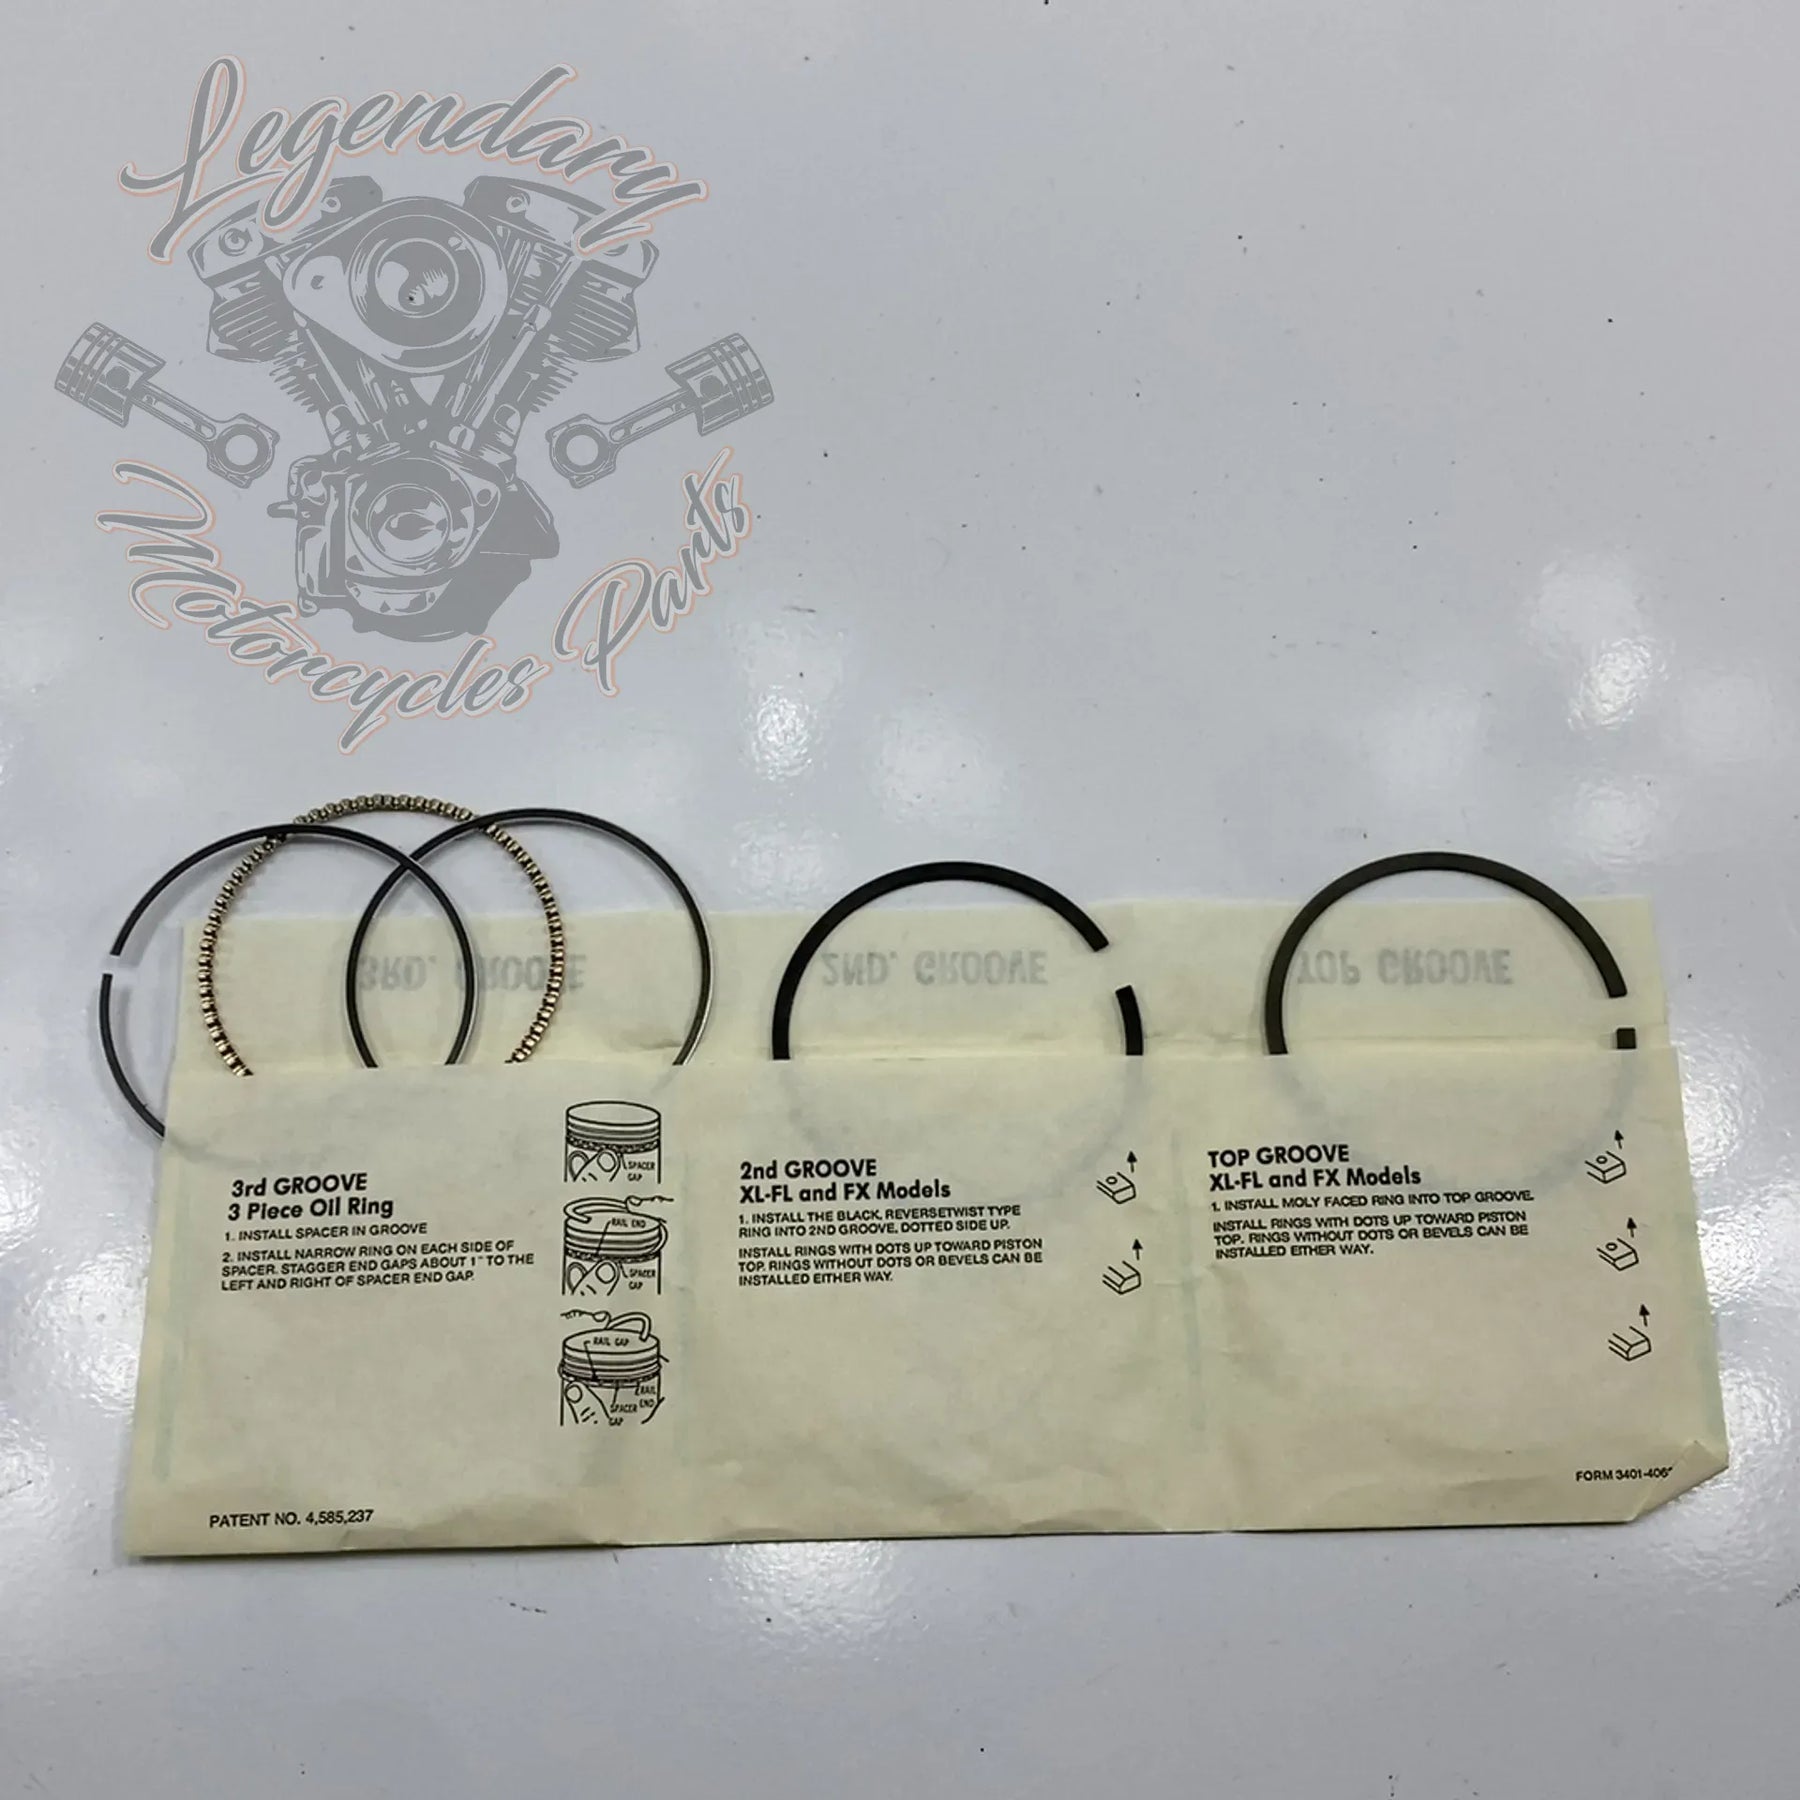 Legendary
Motorcycles Parts
3RD. GROOVE
2ND. GROOVE
TOP GROOVE
3rd GROOVE
3 Piece Oil Ring
1. INSTALL SPACER IN GROOVE
2. INSTALL NARROW RING ON EACH SIDE OF
SPACER. STAGGER END GAPS ABOUT 1" TO THE
LEFT AND RIGHT OF SPACER END GAP.
SPACER
GAP
RAIL END
SPACER
GAP
RAIL GAP
RAIL
END
SPACER
GAP
PATENT NO. 4,585,237
2nd GROOVE
XL-FL and FX Models
1. INSTALL THE BLACK, REVERSETWIST TYPE
RING INTO 2ND GROOVE, DOTTED SIDE UP.
INSTALL RINGS WITH DOTS UP TOWARD PISTON
TOP. RINGS WITHOUT DOTS OR BEVELS CAN BE
INSTALLED EITHER WAY.
TOP GROOVE
XL-FL and FX Models
1. INSTALL MOLY FACED RING INTO TOP GROOVE.
INSTALL RINGS WITH DOTS UP TOWARD PISTON
TOP. RINGS WITHOUT DOTS OR BEVELS CAN BE
INSTALLED EITHER WAY.
FORM 3401-406